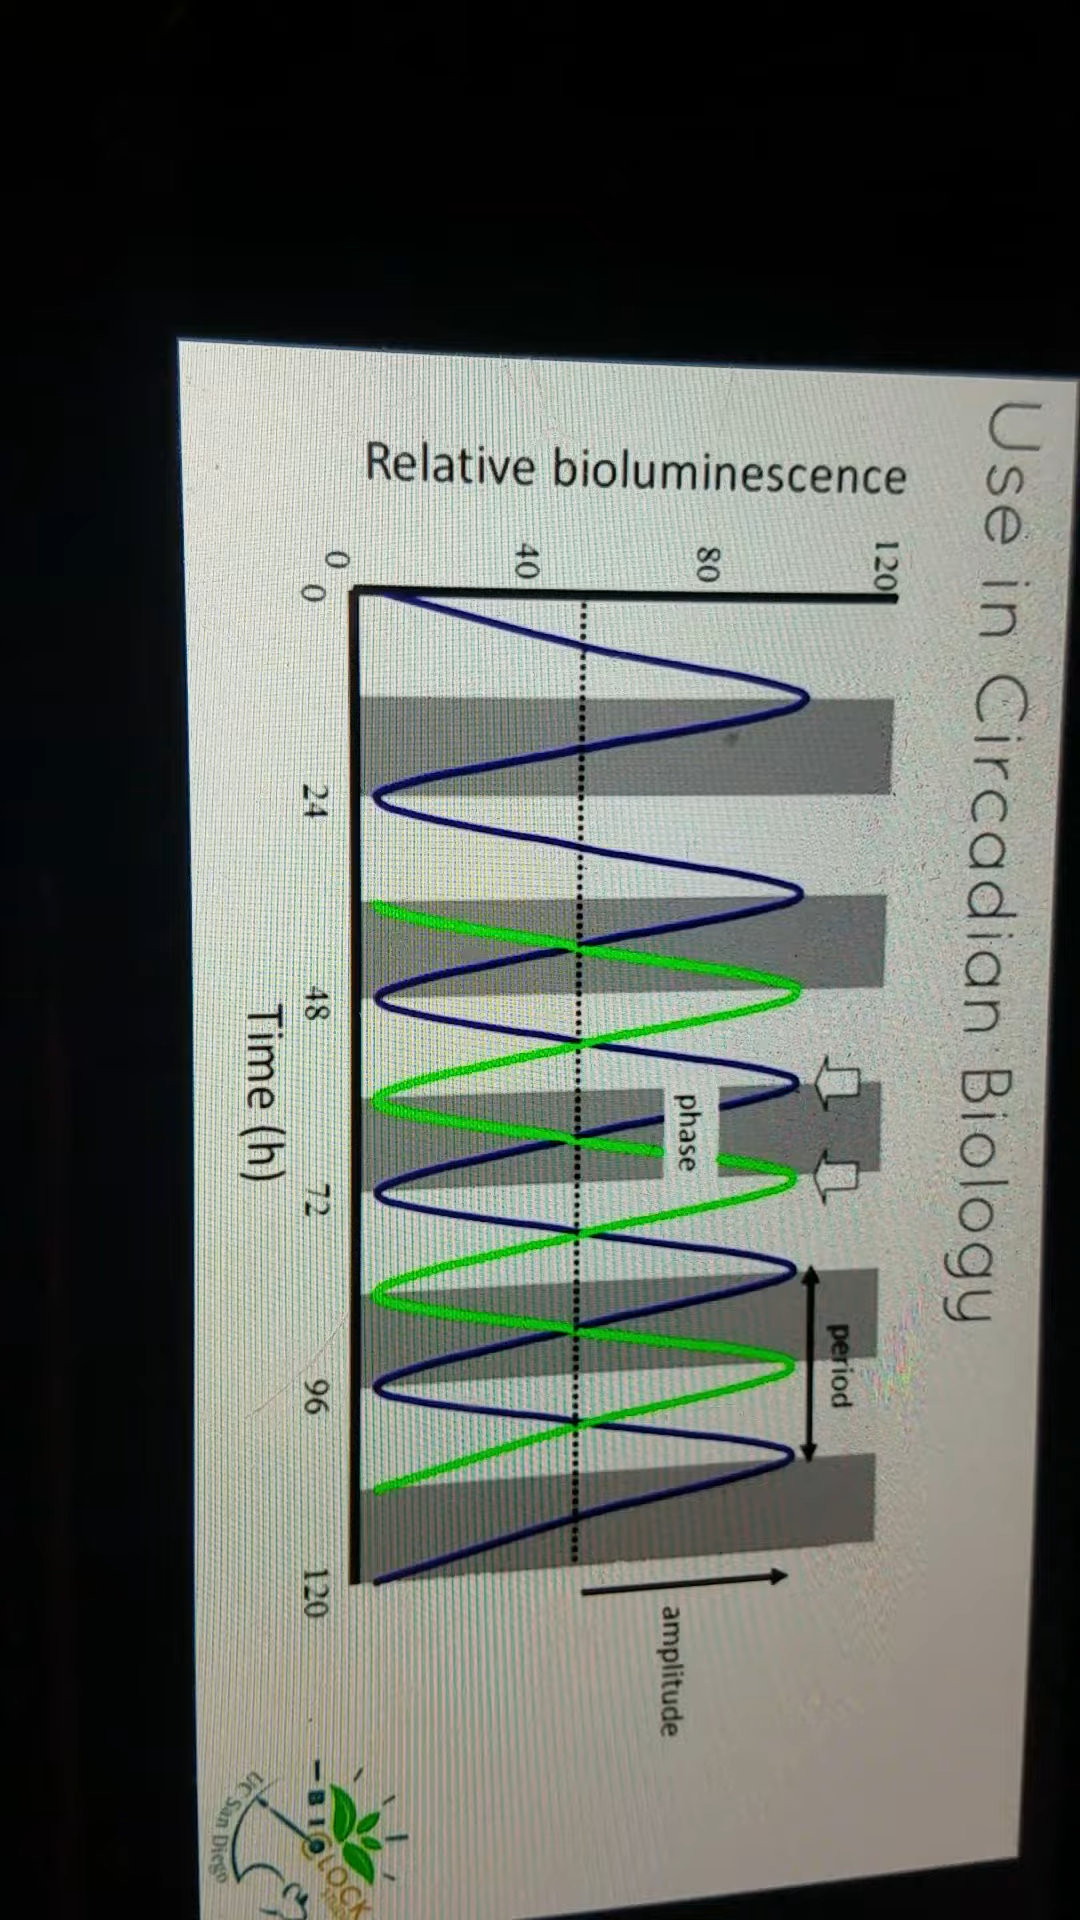 Use in Circadian Biology
Relative bioluminescence
120
80
40
0
0
24
48
72
96
120
Time (h)
phase
period
amplitude
BIOCLOCK
UC San Diego